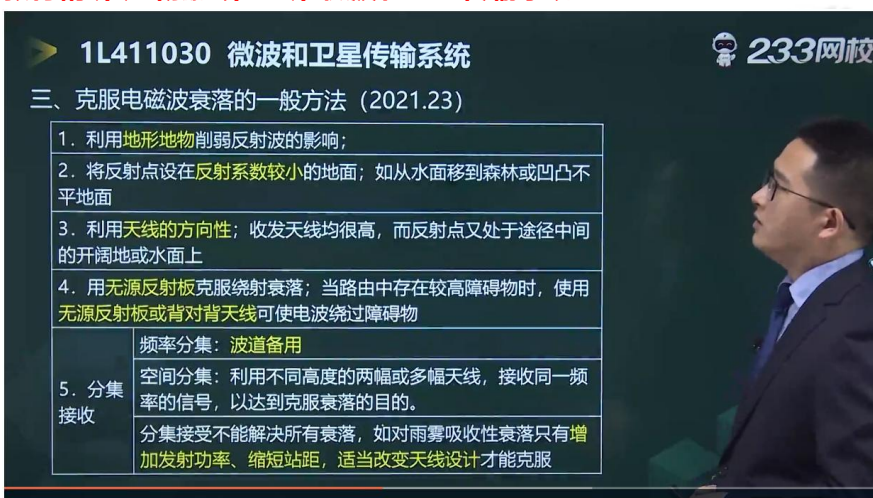 1L411030 微波和卫星传输系统
233网校
三、克服电磁波衰落的一般方法（2021.23）
1. 利用地形地物削弱反射波的影响；
2. 将反射点设在反射系数较小的地面；如从水面移到森林或凹凸不
平地面
3. 利用天线的方向性；收发天线均很高，而反射点又处于途径中间
的开阔地或水面上
4. 用无源反射板克服绕射衰落；当路由中存在较高障碍物时，使用
无源反射板或背对背天线可使电波绕过障碍物
5. 分集
接收
频率分集：波道备用
空间分集：利用不同高度的两幅或多幅天线，接收同一频
率的信号，以达到克服衰落的目的。
分集接受不能解决所有衰落，如对雨雾吸收性衰落只有增
加发射功率、缩短站距，适当改变天线设计才能克服